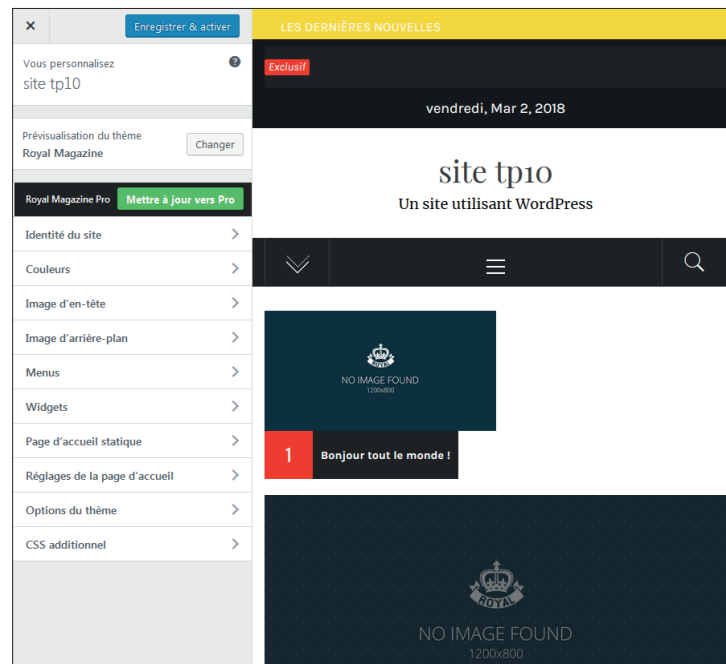 ×
Enregistrer & activer
Vous personnalisez
site tp10
Prévisualisation du thème
Royal Magazine
Changer
Royal Magazine Pro
Mettre à jour vers Pro
Identité du site
Couleurs
Image d'en-tête
Image d'arrière-plan
Menus
Widgets
Page d'accueil statique
Réglages de la page d'accueil
Options du thème
CSS additionnel
LES DERNIÈRES NOUVELLES
Exclusif
vendredi, Mar 2, 2018
site tp10
Un site utilisant WordPress
ROYAL
NO IMAGE FOUND
1200x800
1
Bonjour tout le monde !
ROYAL
NO IMAGE FOUND
1200x800